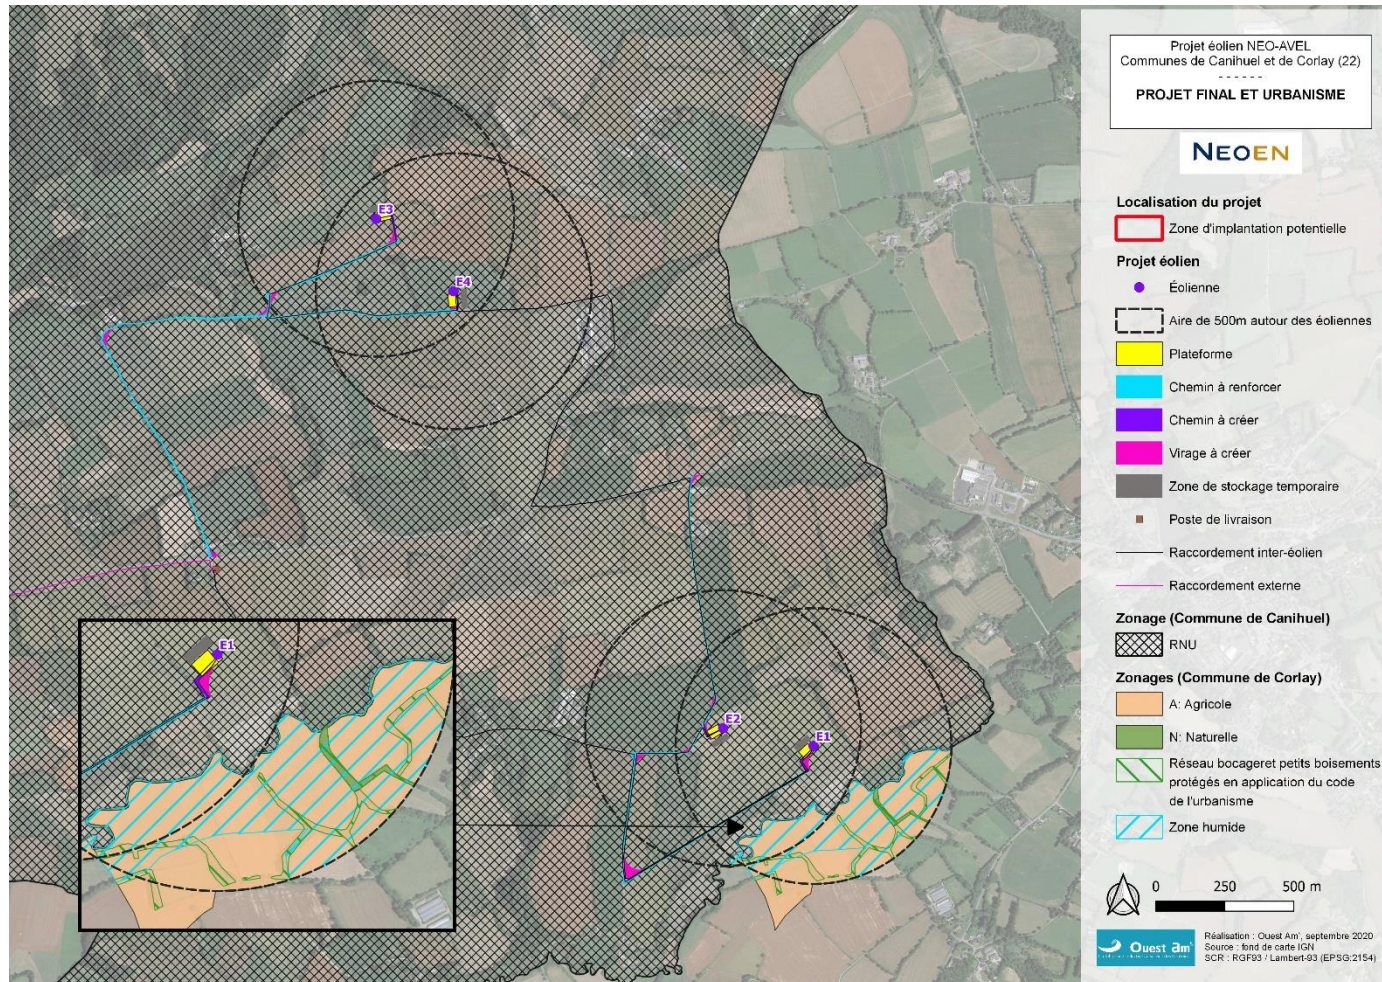 Projet éolien NEO-AVEL
Communes de Canihuel et de Corlay (22)
- - - - - -
PROJET FINAL ET URBANISME
NEOEN
Localisation du projet
Zone d'implantation potentielle
Projet éolien
Éolienne
Aire de 500m autour des éoliennes
Plateforme
Chemin à renforcer
Chemin à créer
Virage à créer
Zone de stockage temporaire
Poste de livraison
Raccordement inter-éolien
Raccordement externe
Zonage (Commune de Canihuel)
RNU
Zonages (Commune de Corlay)
A: Agricole
N: Naturelle
Réseau bocageret petits boisements
protégés en application du code
de l'urbanisme
Zone humide
0 250 500 m
Ouest am'
Réalisation : Ouest Am', septembre 2020
Source : fond de carte IGN
SCR : RGF93 / Lambert-93 (EPSG:2154)
E3
E4
E2
E1
E1